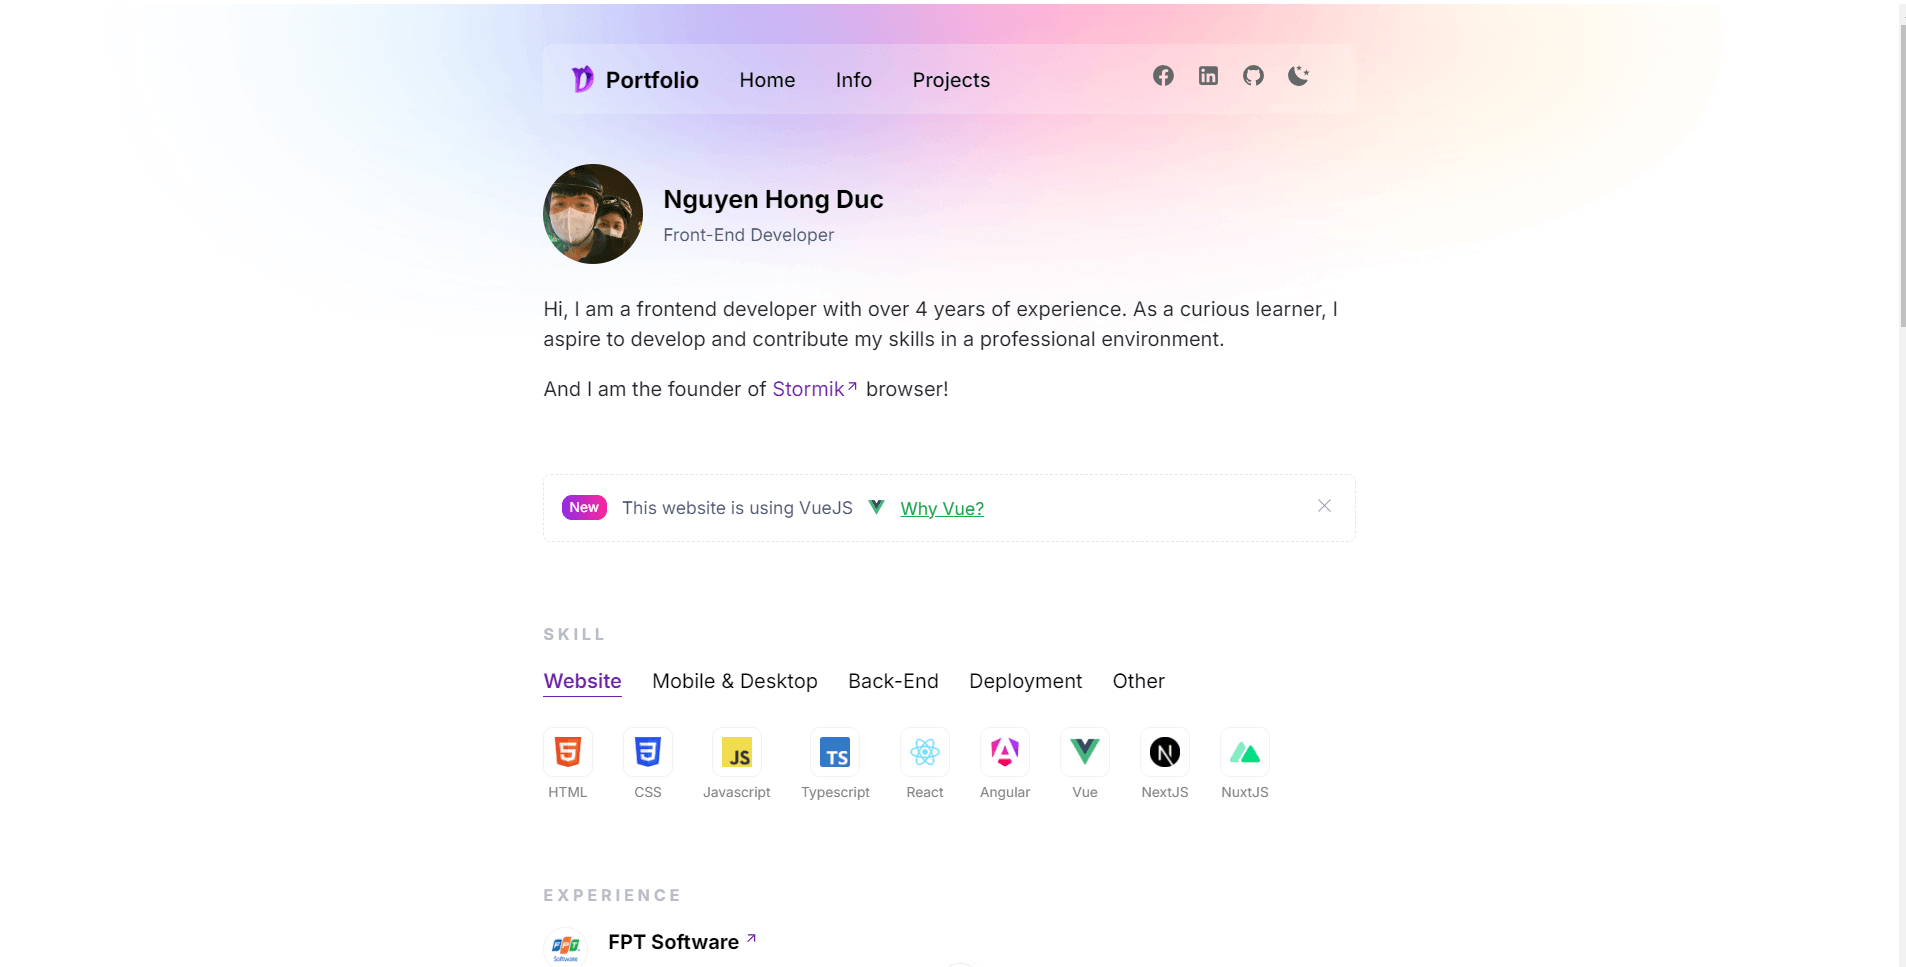 Portfolio Home Info Projects
Nguyen Hong Duc
Front-End Developer
Hi, I am a frontend developer with over 4 years of experience. As a curious learner, I
aspire to develop and contribute my skills in a professional environment.
And I am the founder of Stormik browser!
New This website is using VueJS Why Vue?
SKILL
Website Mobile & Desktop Back-End Deployment Other
JS TS
HTML CSS Javascript Typescript React Angular Vue NextJS NuxtJS
EXPERIENCE
FPT Software
FPT
Software